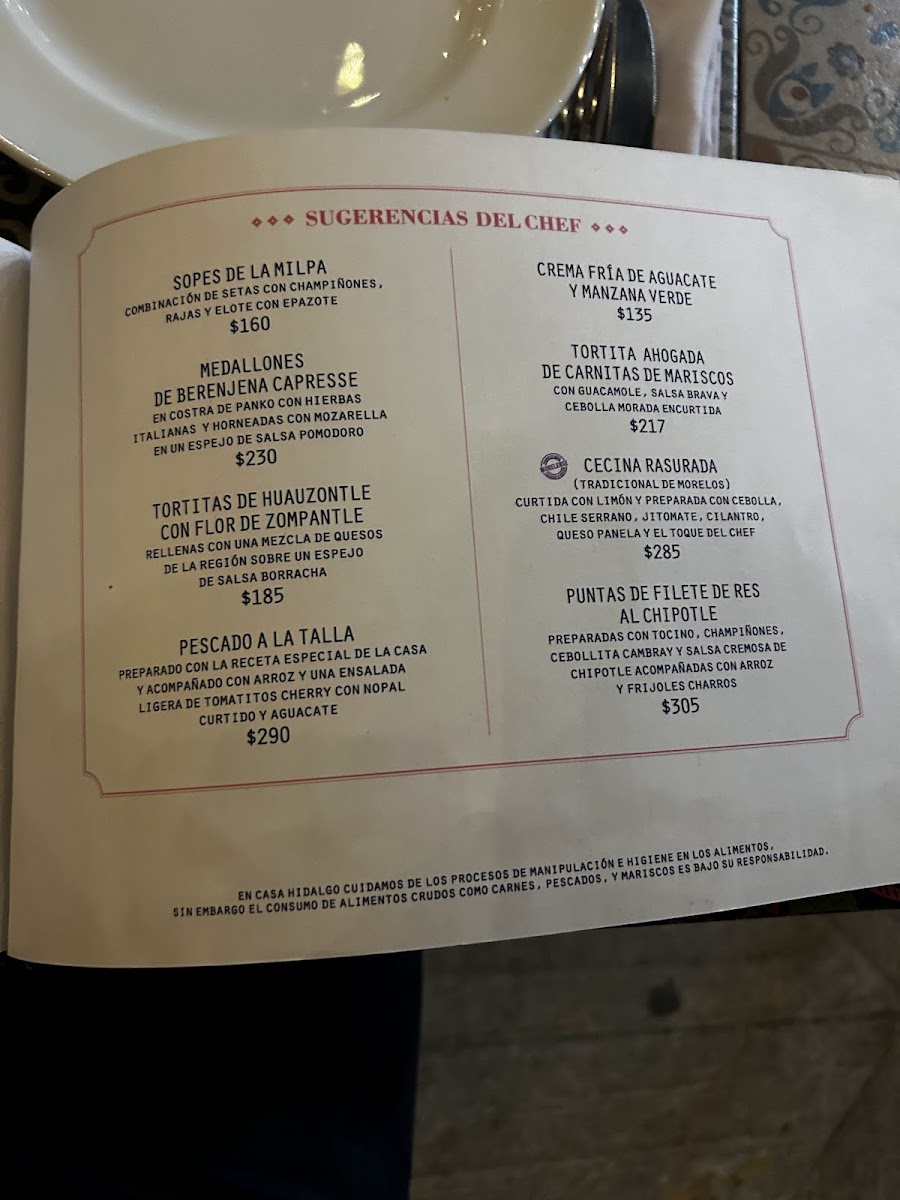 SUGERENCIAS DEL CHEF
SOPES DE LA MILPA
COMBINACIÓN DE SETAS CON CHAMPIÑONES,
RAJAS Y ELOTE CON EPAZOTE
$160
MEDALLONES
DE BERENJENA CAPRESSE
EN COSTRA DE PANKO CON HIERBAS
ITALIANAS Y HORNEADAS CON MOZARELLA
EN UN ESPEJO DE SALSA POMODORO
$230
TORTITAS DE HUAUZONTLE
CON FLOR DE ZOMPANTLE
RELLENAS CON UNA MEZCLA DE QUESOS
DE LA REGIÓN SOBRE UN ESPEJO
DE SALSA BORRACHA
$185
PESCADO A LA TALLA
PREPARADO CON LA RECETA ESPECIAL DE LA CASA
Y ACOMPAÑADO CON ARROZ Y UNA ENSALADA
LIGERA DE TOMATITOS CHERRY CON NOPAL
CURTIDO Y AGUACATE
$290
CREMA FRÍA DE AGUACATE
Y MANZANA VERDE
$135
TORTITA AHOGADA
DE CARNITAS DE MARISCOS
CON GUACAMOLE, SALSA BRAVA Y
CEBOLLA MORADA ENCURTIDA
$217
CECINA RASURADA
(TRADICIONAL DE MORELOS)
CURTIDA CON LIMÓN Y PREPARADA CON CEBOLLA,
CHILE SERRANO, JITOMATE, CILANTRO,
QUESO PANELA Y EL TOQUE DEL CHEF
$285
PUNTAS DE FILETE DE RES
AL CHIPOTLE
PREPARADAS CON TOCINO, CHAMPIÑONES,
CEBOLLITA CAMBRAY Y SALSA CREMOSA DE
CHIPOTLE ACOMPAÑADAS CON ARROZ
Y FRIJOLES CHARROS
$305
EN CASA HIDALGO CUIDAMOS DE LOS PROCESOS DE MANIPULACIÓN E HIGIENE EN LOS ALIMENTOS,
SIN EMBARGO EL CONSUMO DE ALIMENTOS CRUDOS COMO CARNES, PESCADOS, Y MARISCOS ES BAJO SU RESPONSABILIDAD.